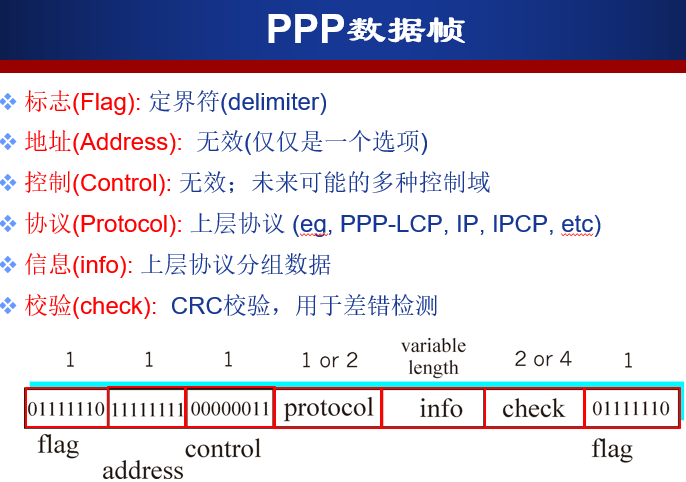 PPP数据帧
标志(Flag): 定界符(delimiter)
地址(Address): 无效(仅仅是一个选项)
控制(Control): 无效；未来可能的多种控制域
协议(Protocol): 上层协议 (eg, PPP-LCP, IP, IPCP, etc)
信息(info): 上层协议分组数据
校验(check): CRC校验，用于差错检测
1 1 1 1 or 2 variable length 2 or 4 1
01111110 11111111 00000011 protocol info check 01111110
flag address control flag